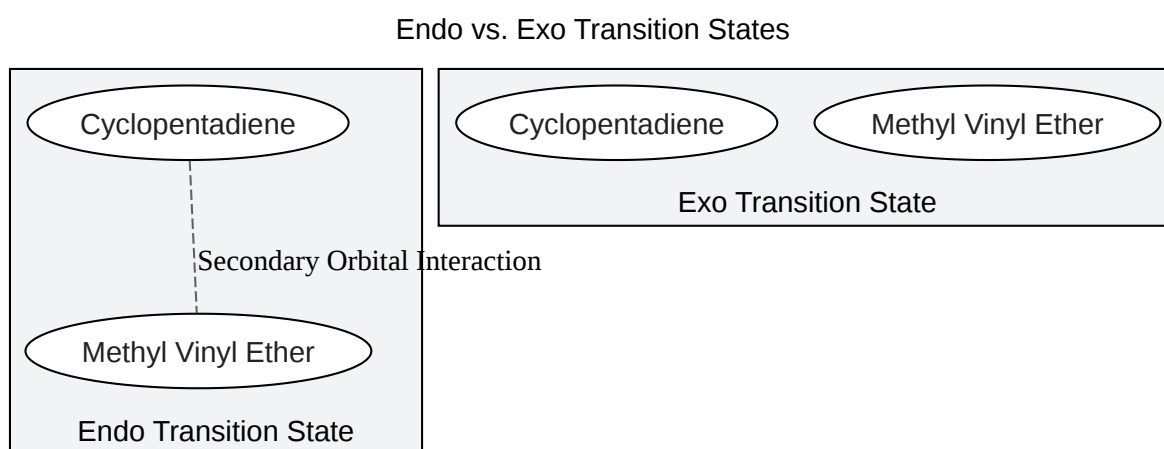 Endo vs. Exo Transition States
Cyclopentadiene
Secondary Orbital Interaction
Methyl Vinyl Ether
Endo Transition State
Cyclopentadiene
Methyl Vinyl Ether
Exo Transition State